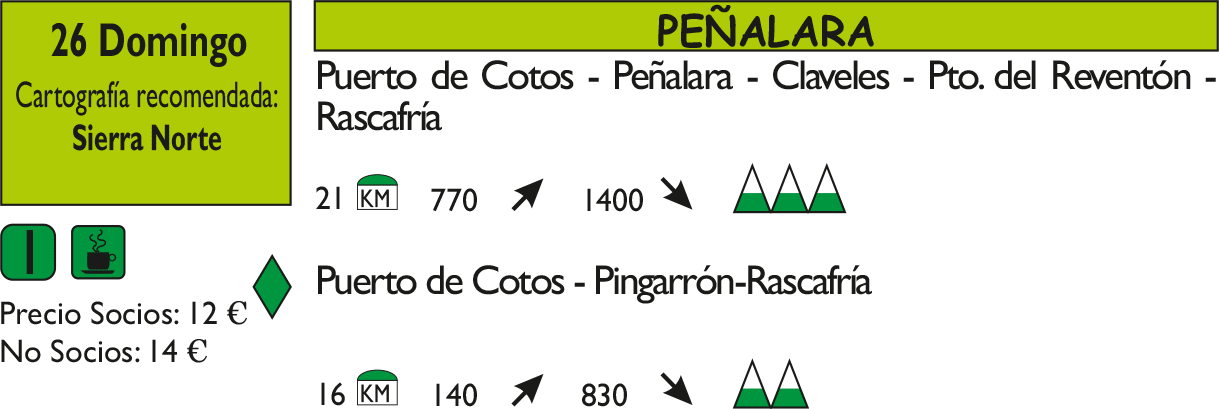 26 Domingo
Cartografía recomendada:
Sierra Norte
PEÑALARA
Puerto de Cotos - Peñalara - Claveles - Pto. del Reventón -
Rascafría
21 KM 770 1400
Puerto de Cotos - Pingarrón-Rascafría
Precio Socios: 12 €
No Socios: 14 €
16 KM 140 830